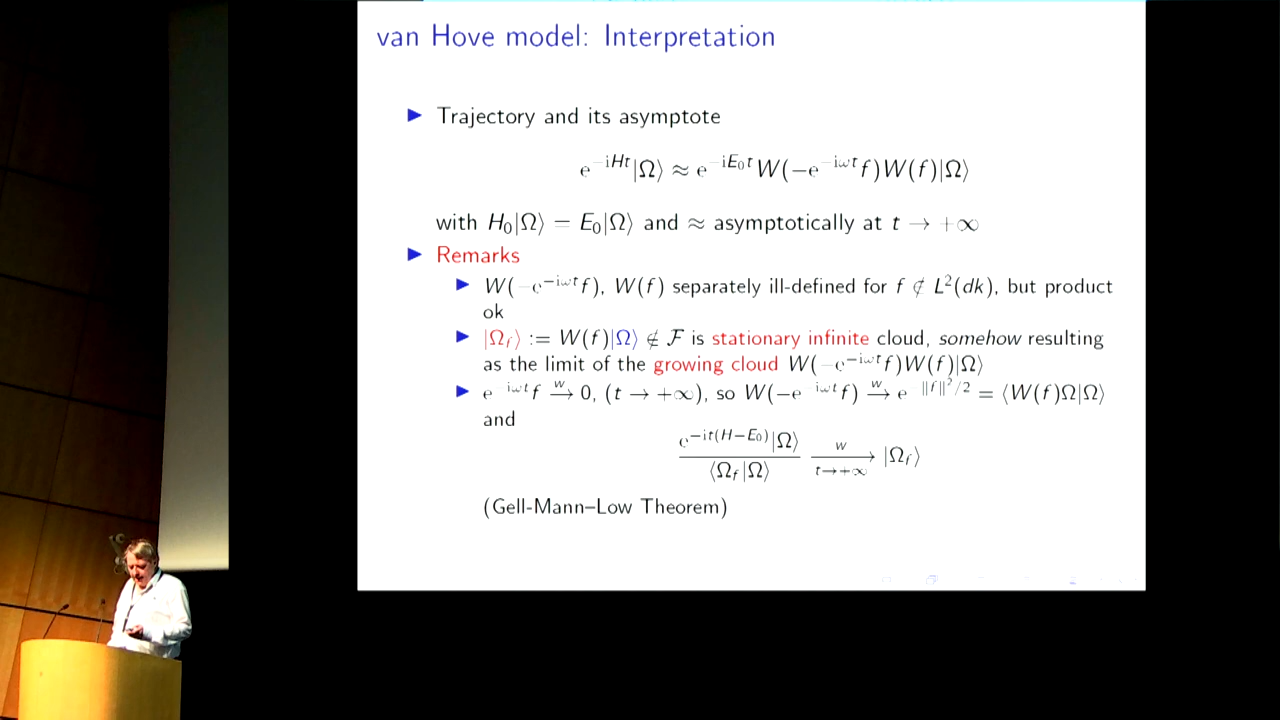 van Hove model: Interpretation
▶ Trajectory and its asymptote
e^{-iHt}|Ω⟩ ≈ e^{-iE₀t} W(−e^{-iωt}f)W(f)|Ω⟩
with H₀|Ω⟩ = E₀|Ω⟩ and ≈ asymptotically at t → +∞
▶ Remarks
▶ W(−e^{−iωt}f), W(f) separately ill-defined for f ∉ L²(dk), but product
ok
▶ |Ω_f⟩ := W(f)|Ω⟩ ∉ ℱ is stationary infinite cloud, somehow resulting
as the limit of the growing cloud W(−e^{−iωt}f)W(f)|Ω⟩
▶ e^{-iωt}f →^w 0, (t → +∞), so W(−e^{-iωt}f) →^w e^{-‖f‖²/2} = ⟨W(f)Ω|Ω⟩
and
e^{−it(H−E₀)}|Ω⟩ / ⟨Ω_f|Ω⟩ →^w_{t→+∞} |Ω_f⟩
(Gell-Mann–Low Theorem)